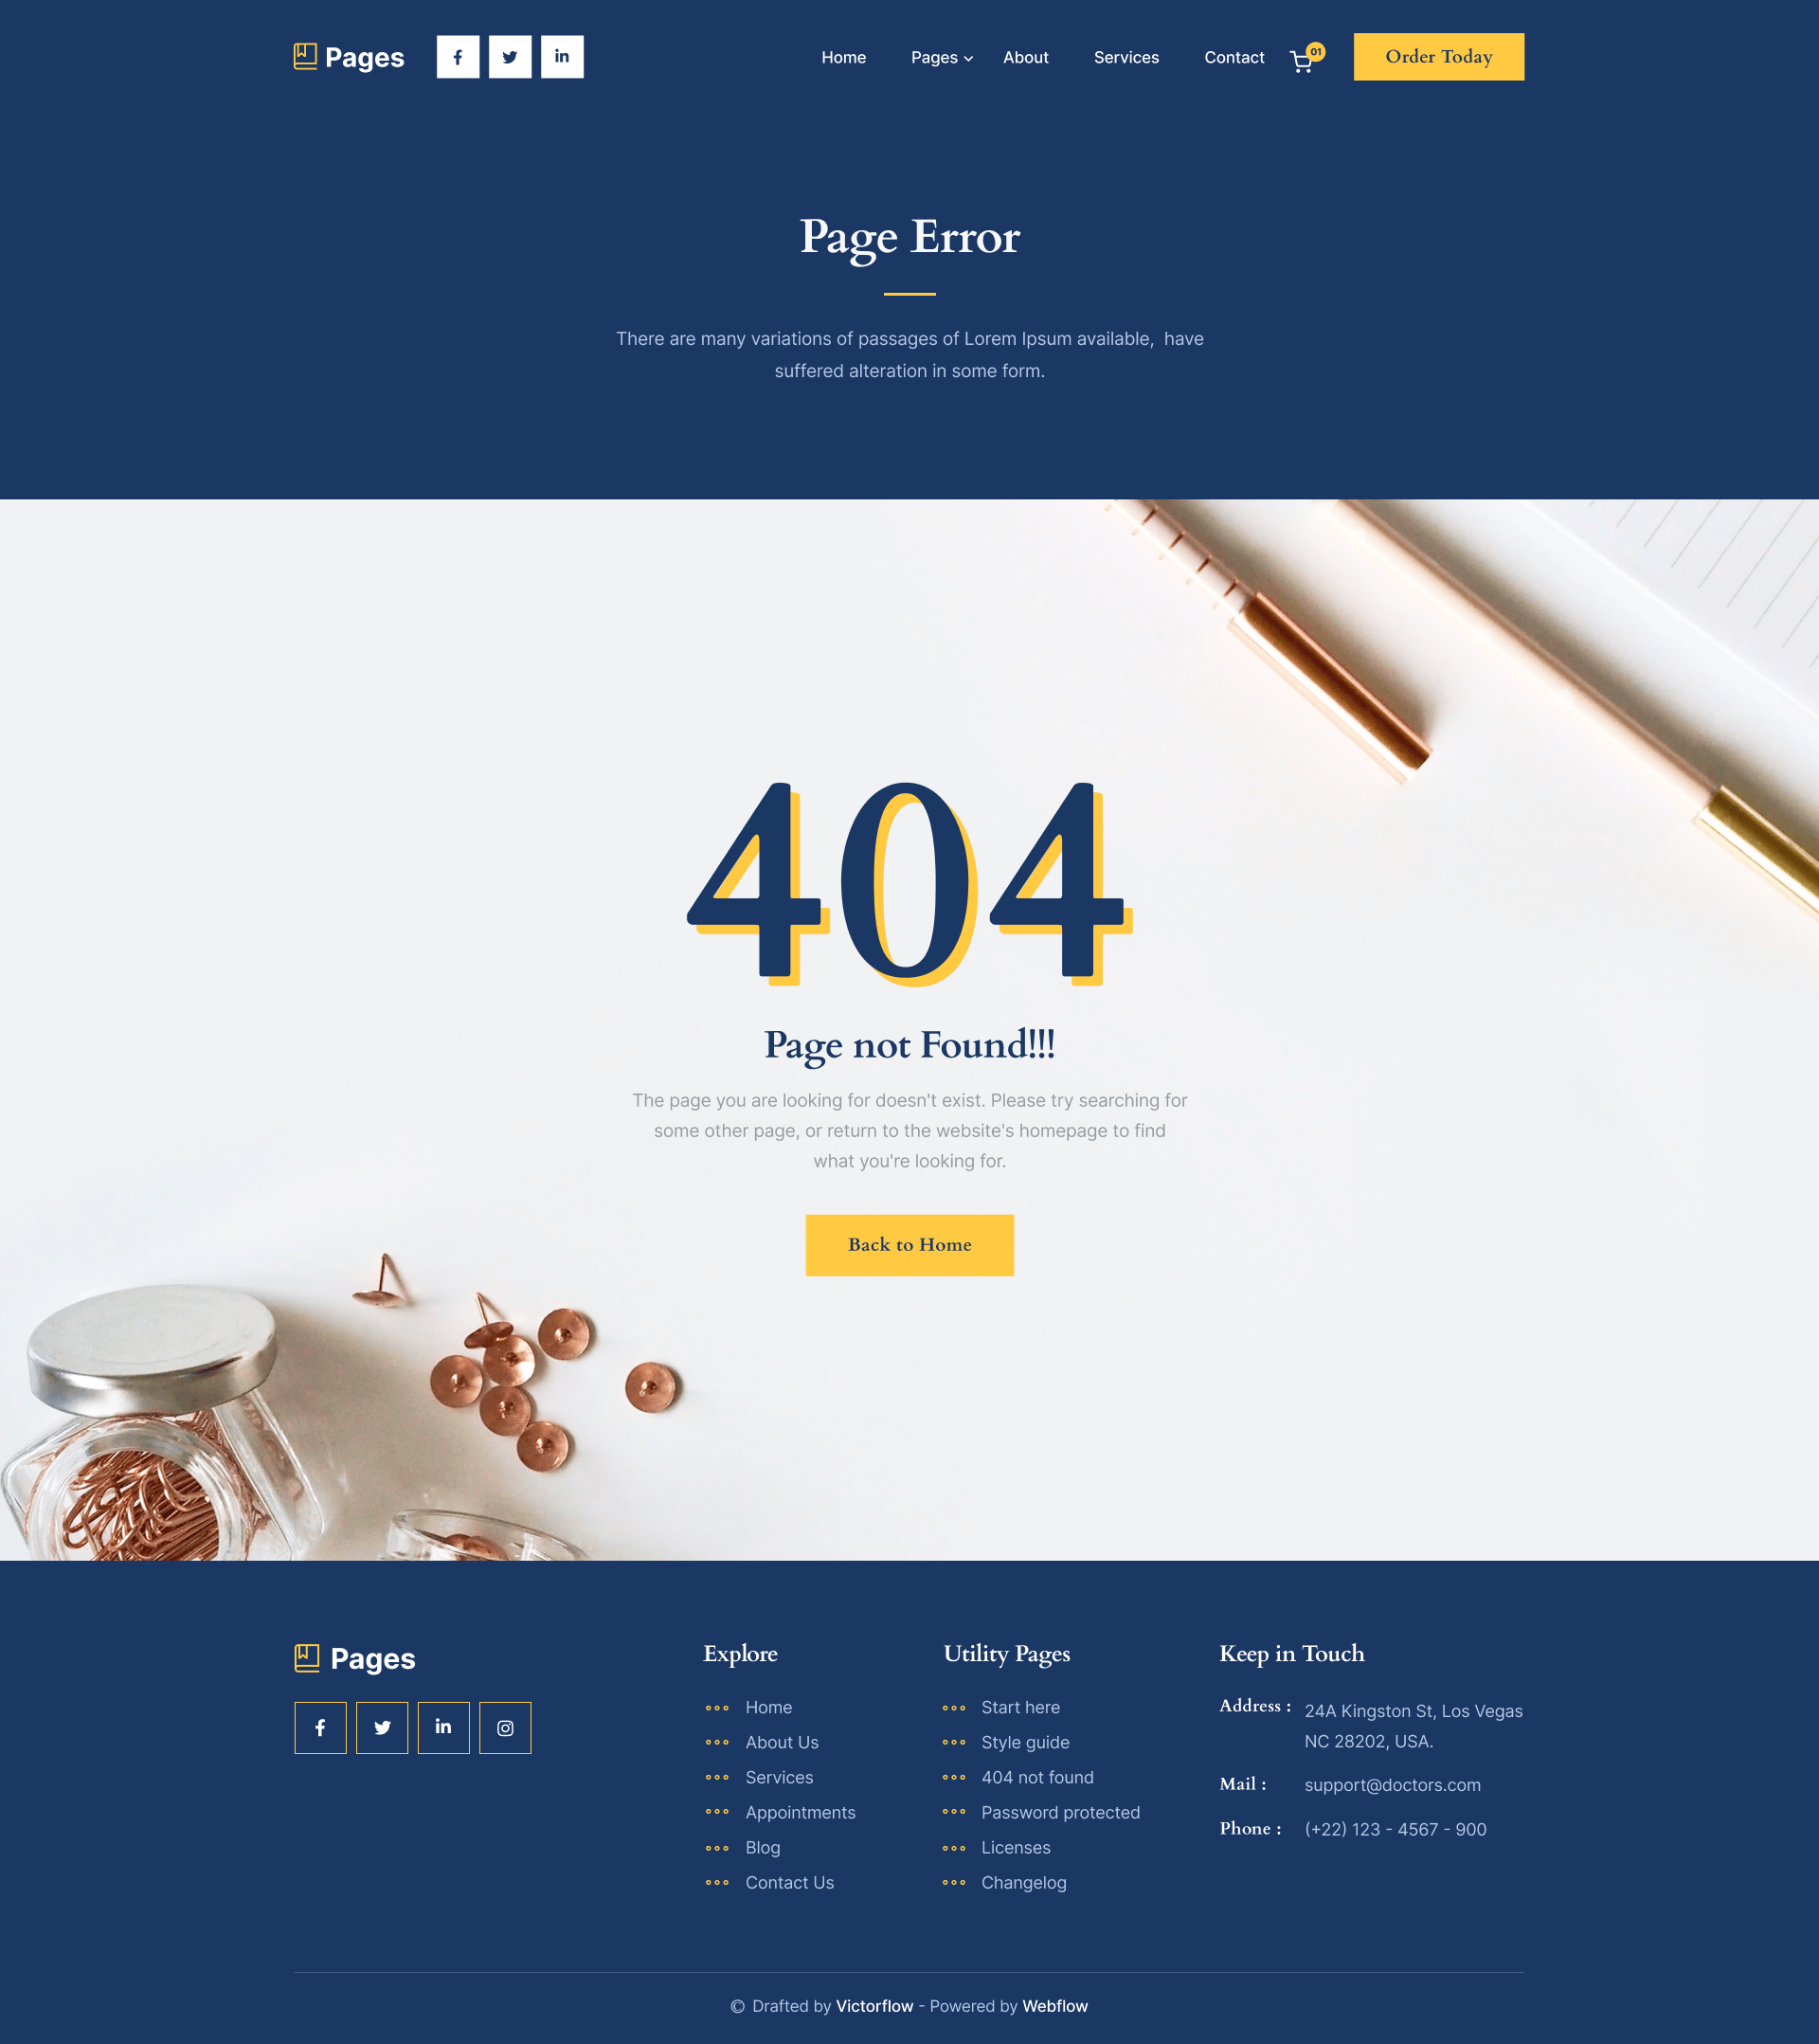 Pages
Home Pages About Services Contact 01 Order Today
Page Error
There are many variations of passages of Lorem Ipsum available, have
suffered alteration in some form.
404
Page not Found!!!
The page you are looking for doesn't exist. Please try searching for
some other page, or return to the website's homepage to find
what you're looking for.
Back to Home
Pages
Explore
Home
About Us
Services
Appointments
Blog
Contact Us
Utility Pages
Start here
Style guide
404 not found
Password protected
Licenses
Changelog
Keep in Touch
Address : 24A Kingston St, Los Vegas
NC 28202, USA.
Mail : support@doctors.com
Phone : (+22) 123 - 4567 - 900
© Drafted by Victorflow - Powered by Webflow